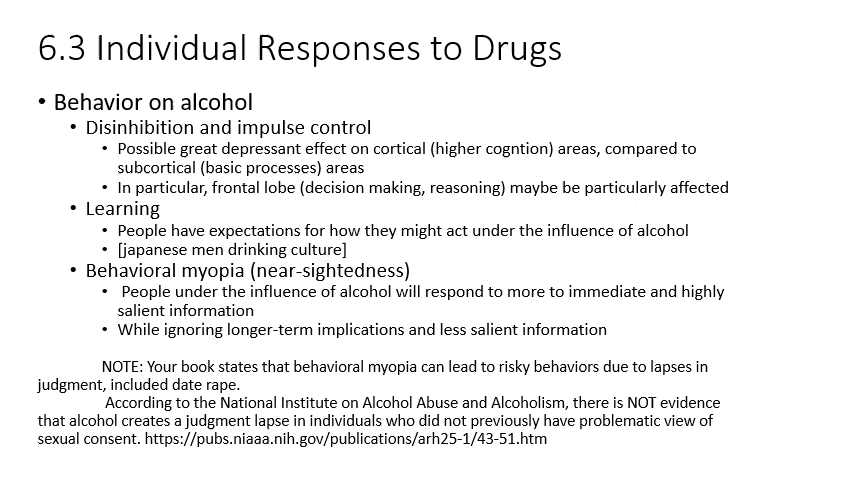 6.3 Individual Responses to Drugs
• Behavior on alcohol
• Disinhibition and impulse control
• Possible great depressant effect on cortical (higher cogntion) areas, compared to
subcortical (basic processes) areas
• In particular, frontal lobe (decision making, reasoning) maybe be particularly affected
• Learning
• People have expectations for how they might act under the influence of alcohol
• [japanese men drinking culture]
• Behavioral myopia (near-sightedness)
• People under the influence of alcohol will respond to more to immediate and highly
salient information
• While ignoring longer-term implications and less salient information
NOTE: Your book states that behavioral myopia can lead to risky behaviors due to lapses in
judgment, included date rape.
According to the National Institute on Alcohol Abuse and Alcoholism, there is NOT evidence
that alcohol creates a judgment lapse in individuals who did not previously have problematic view of
sexual consent. https://pubs.niaaa.nih.gov/publications/arh25-1/43-51.htm